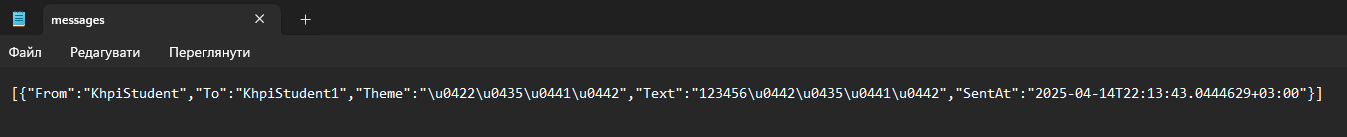 messages
Файл Редагувати Переглянути
[{"From":"KhpiStudent","To":"KhpiStudent1","Theme":"\u0422\u0435\u0441\u0442","Text":"123456\u0442\u0435\u0441\u0442","SentAt":"2025-04-14T22:13:43.0444629+03:00"}]